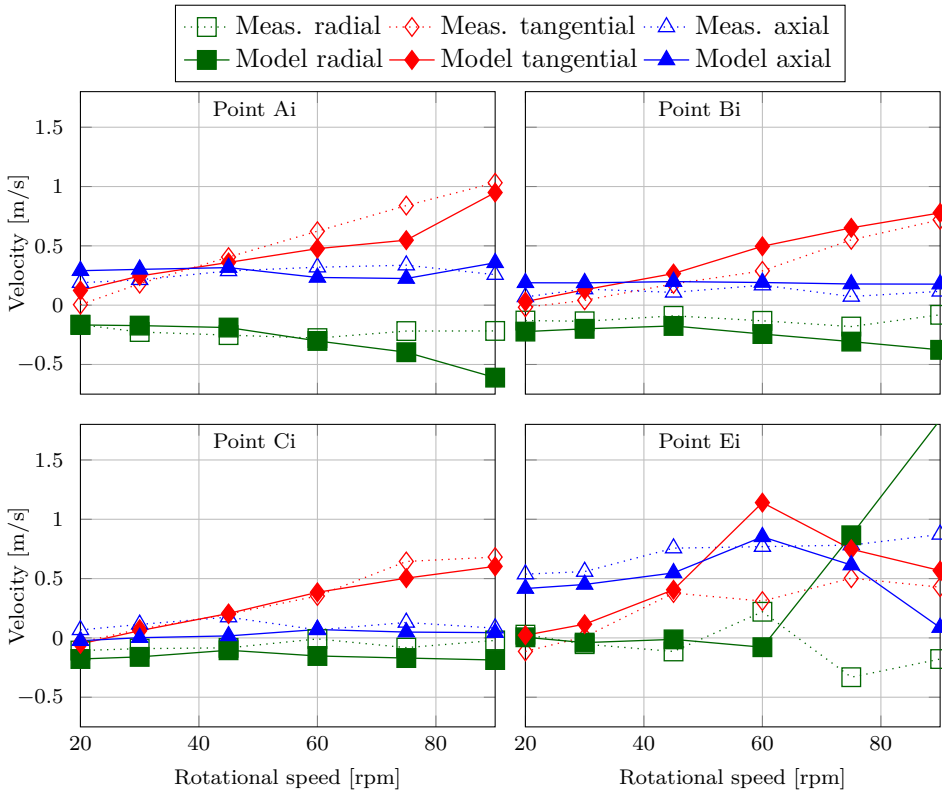 Meas. radial Meas. tangential Meas. axial
Model radial Model tangential Model axial
Point Ai
Point Bi
1.5
1
0.5
0
−0.5
Velocity [m/s]
Point Ci
Point Ei
1.5
1
0.5
0
−0.5
Velocity [m/s]
20 40 60 80
20 40 60 80
Rotational speed [rpm]
Rotational speed [rpm]